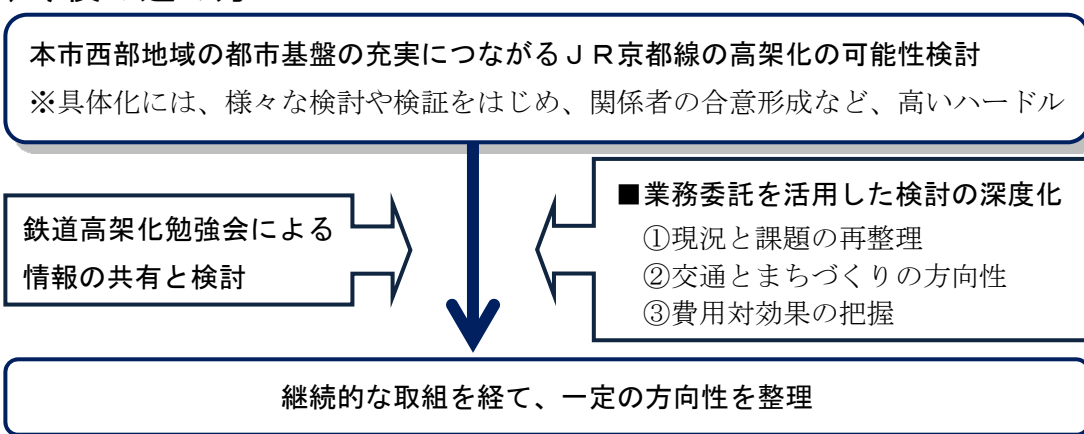 本市西部地域の都市基盤の充実につながるＪＲ京都線の高架化の可能性検討
※具体化には、様々な検討や検証をはじめ、関係者の合意形成など、高いハードル
鉄道高架化勉強会による
情報の共有と検討
■業務委託を活用した検討の深度化
①現況と課題の再整理
②交通とまちづくりの方向性
③費用対効果の把握
継続的な取組を経て、一定の方向性を整理